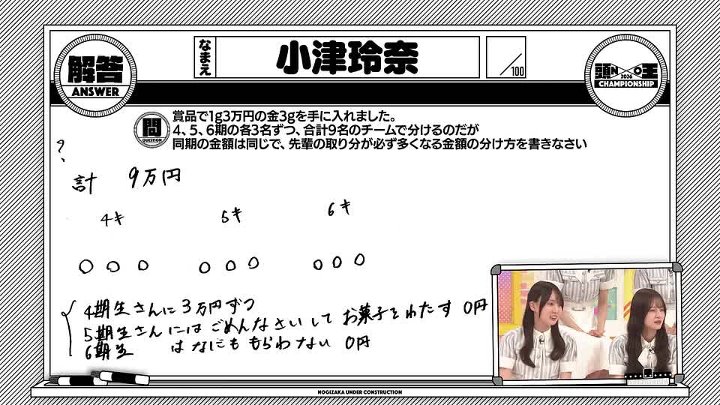 解答
ANSWER
なまえ
小津玲奈
/100
頭NO王
2026
CHAMPIONSHIP
問
QUESTION
賞品で1g3万円の金3gを手に入れました。
4、5、6期の各3名ずつ、合計9名のチームで分けるのだが
同期の金額は同じで、先輩の取り分が必ず多くなる金額の分け方を書きなさい
?
計 9万円
4キ 5キ 6キ
○○○ ○○○ ○○○
4期生さんに3万円ずつ
5期生さんにはごめんなさいしてお菓子をわたす 0円
6期生 はなにももらわない 0円
NOGIZAKA UNDER CONSTRUCTION